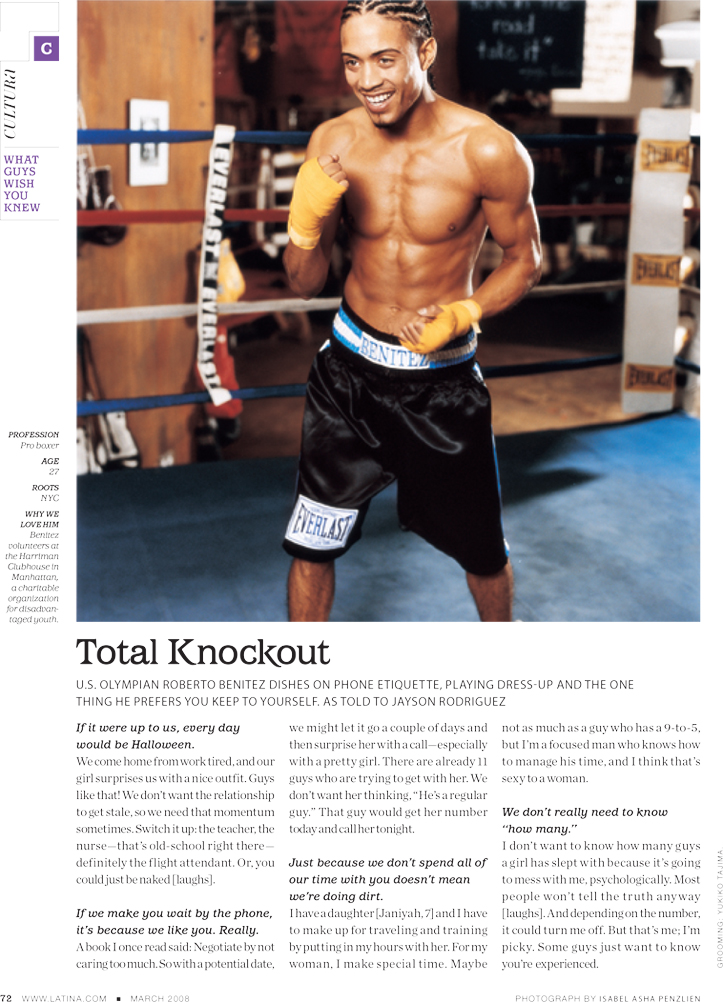 C
CULTURA
WHAT
GUYS
WISH
YOU
KNEW
road
take it"
EVERLAST EVERLAST
EVERLAST
EVERLAST
EVERLAST
BENITEZ
EVERLAST
PROFESSION
Pro boxer
AGE
27
ROOTS
NYC
WHY WE
LOVE HIM
Benitez
volunteers at
the Harriman
Clubhouse in
Manhattan,
a charitable
organization
for disadvan-
taged youth.
Total Knockout
U.S. OLYMPIAN ROBERTO BENITEZ DISHES ON PHONE ETIQUETTE, PLAYING DRESS-UP AND THE ONE
THING HE PREFERS YOU KEEP TO YOURSELF. AS TOLD TO JAYSON RODRIGUEZ
If it were up to us, every day
would be Halloween.
We come home from work tired, and our
girl surprises us with a nice outfit. Guys
like that! We don't want the relationship
to get stale, so we need that momentum
sometimes. Switch it up: the teacher, the
nurse—that's old-school right there—
definitely the flight attendant. Or, you
could just be naked [laughs].
If we make you wait by the phone,
it's because we like you. Really.
A book I once read said: Negotiate by not
caring too much. So with a potential date,
we might let it go a couple of days and
then surprise her with a call—especially
with a pretty girl. There are already 11
guys who are trying to get with her. We
don't want her thinking, "He's a regular
guy." That guy would get her number
today and call her tonight.
Just because we don't spend all of
our time with you doesn't mean
we're doing dirt.
I have a daughter [Janiyah, 7] and I have
to make up for traveling and training
by putting in my hours with her. For my
woman, I make special time. Maybe
not as much as a guy who has a 9-to-5,
but I'm a focused man who knows how
to manage his time, and I think that's
sexy to a woman.
We don't really need to know
"how many."
I don't want to know how many guys
a girl has slept with because it's going
to mess with me, psychologically. Most
people won't tell the truth anyway
[laughs]. And depending on the number,
it could turn me off. But that's me; I'm
picky. Some guys just want to know
you're experienced.
GROOMING: YUKIKO TAJIMA
72 WWW.LATINA.COM ■ MARCH 2008
PHOTOGRAPH BY ISABEL ASHA PENZLIEN